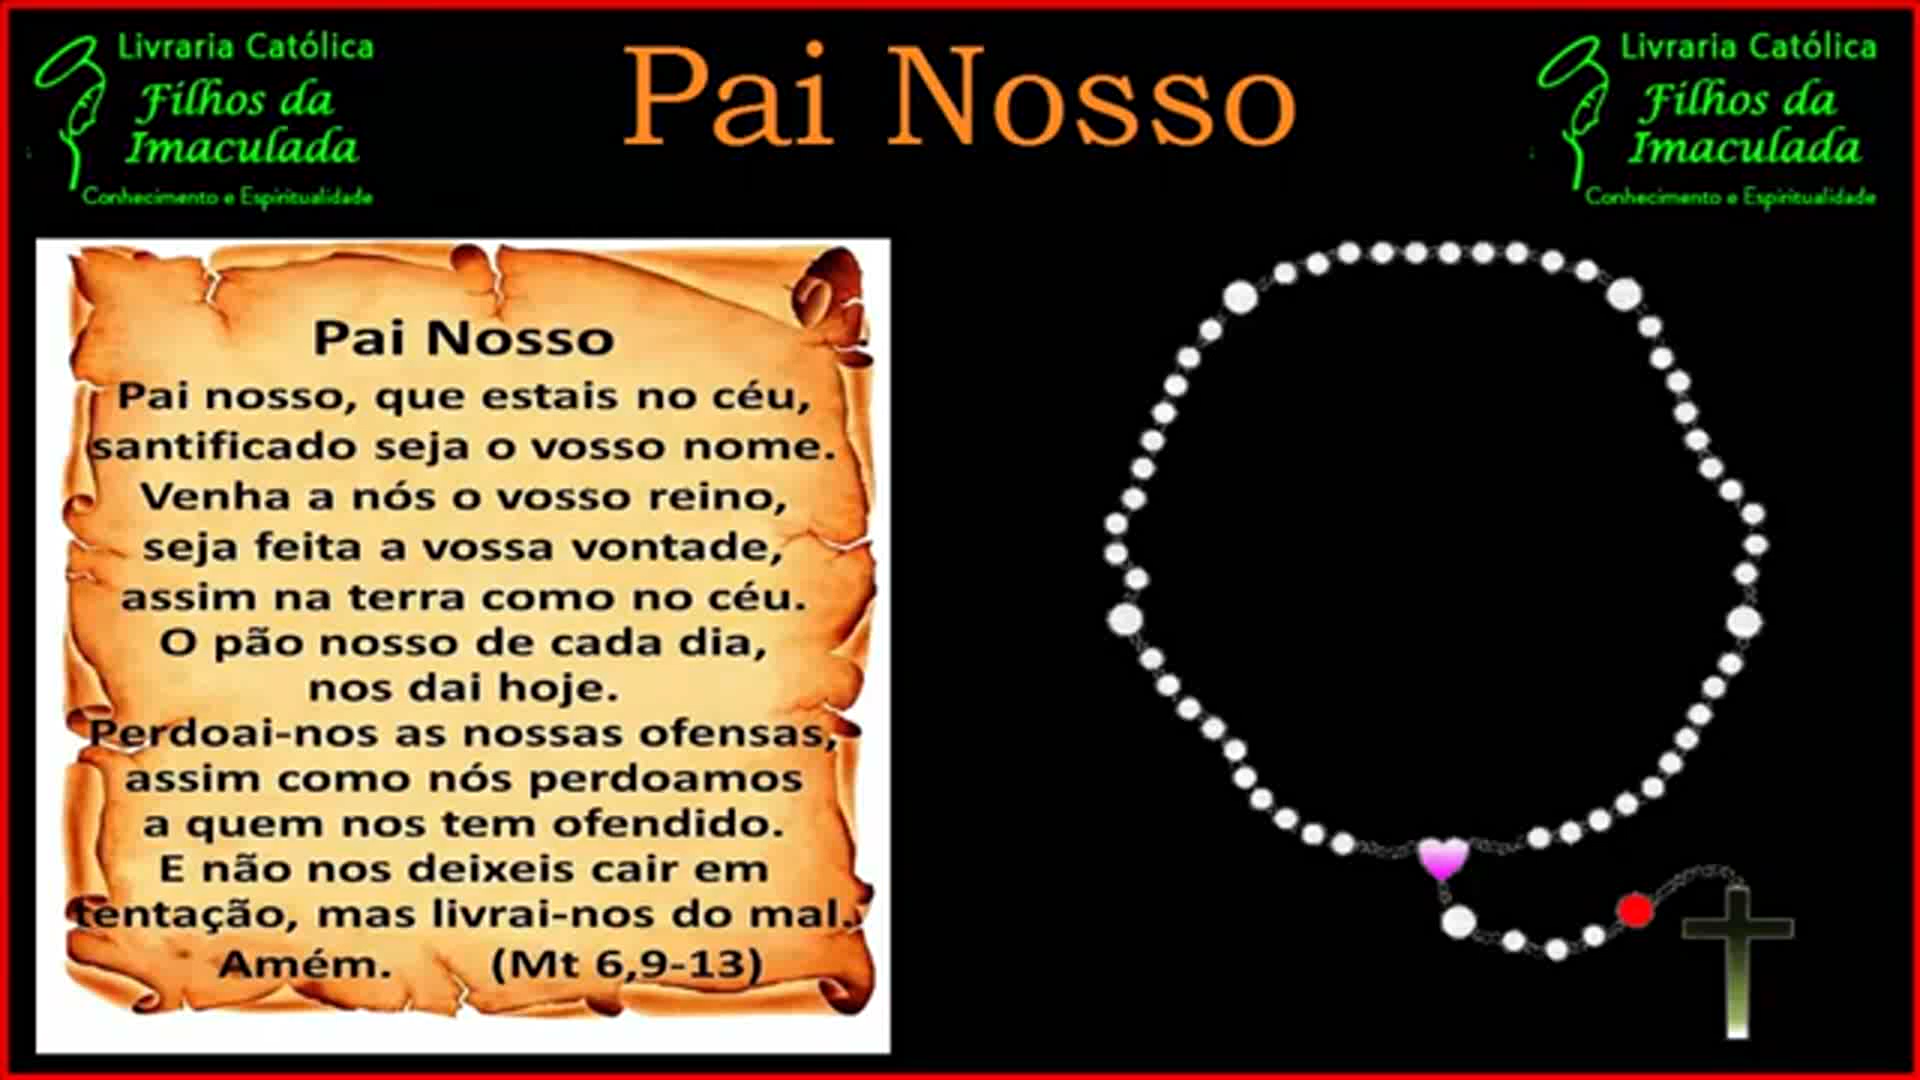 Livraria Católica
Filhos da
Imaculada
Conhecimento e Espiritualidade
Pai Nosso
Livraria Católica
Filhos da
Imaculada
Conhecimento e Espiritualidade
Pai Nosso
Pai nosso, que estais no céu,
santificado seja o vosso nome.
Venha a nós o vosso reino,
seja feita a vossa vontade,
assim na terra como no céu.
O pão nosso de cada dia,
nos dai hoje.
Perdoai-nos as nossas ofensas,
assim como nós perdoamos
a quem nos tem ofendido.
E não nos deixeis cair em
tentação, mas livrai-nos do mal.
Amém. (Mt 6,9-13)